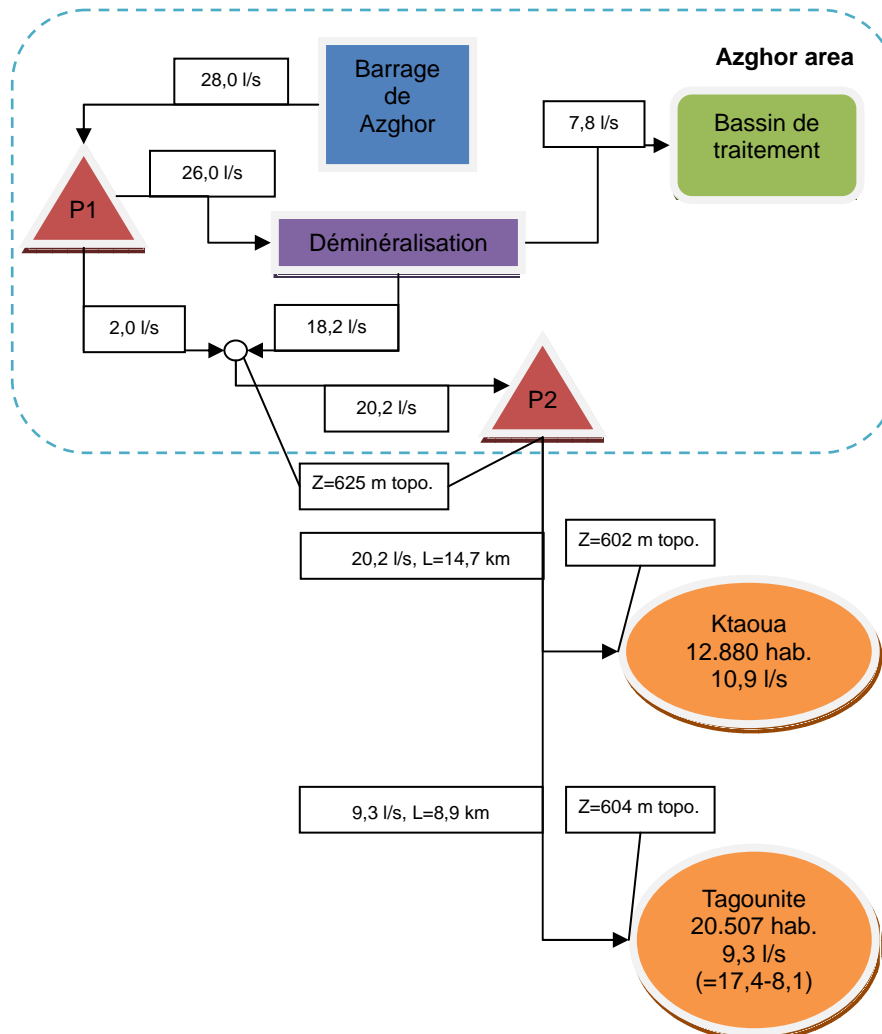 Azghor area
Barrage
de
Azghor
28,0 l/s
7,8 l/s
Bassin de
traitement
26,0 l/s
P1
Déminéralisation
2,0 l/s
18,2 l/s
20,2 l/s
P2
Z=625 m topo.
20,2 l/s, L=14,7 km
Z=602 m topo.
Ktaoua
12.880 hab.
10,9 l/s
9,3 l/s, L=8,9 km
Z=604 m topo.
Tagounite
20.507 hab.
9,3 l/s
(=17,4-8,1)